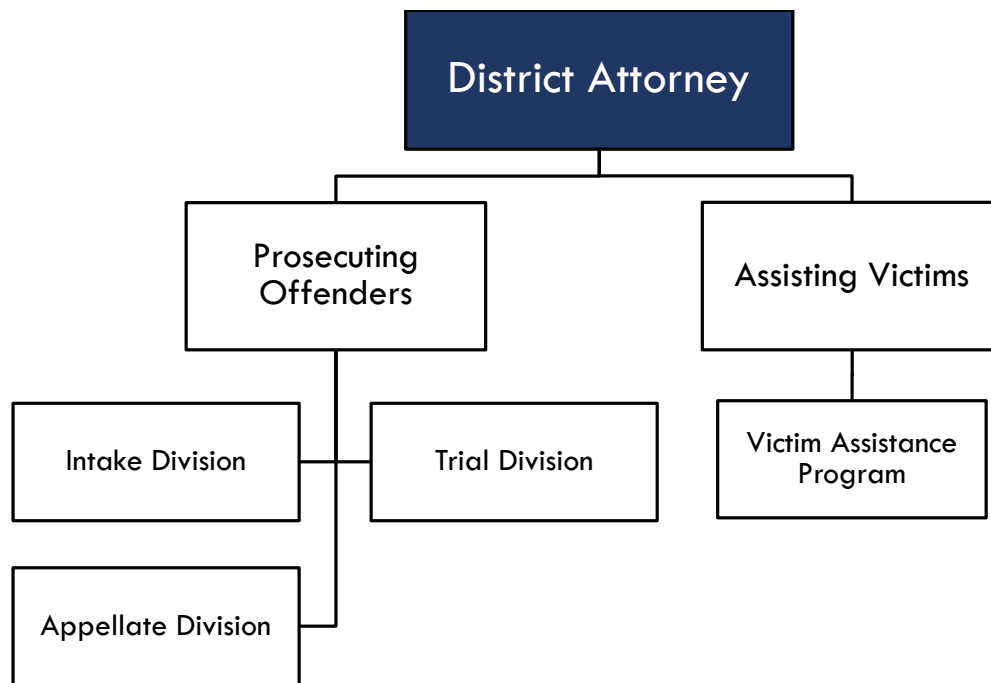 District Attorney
Prosecuting
Offenders
Assisting Victims
Intake Division
Trial Division
Victim Assistance
Program
Appellate Division